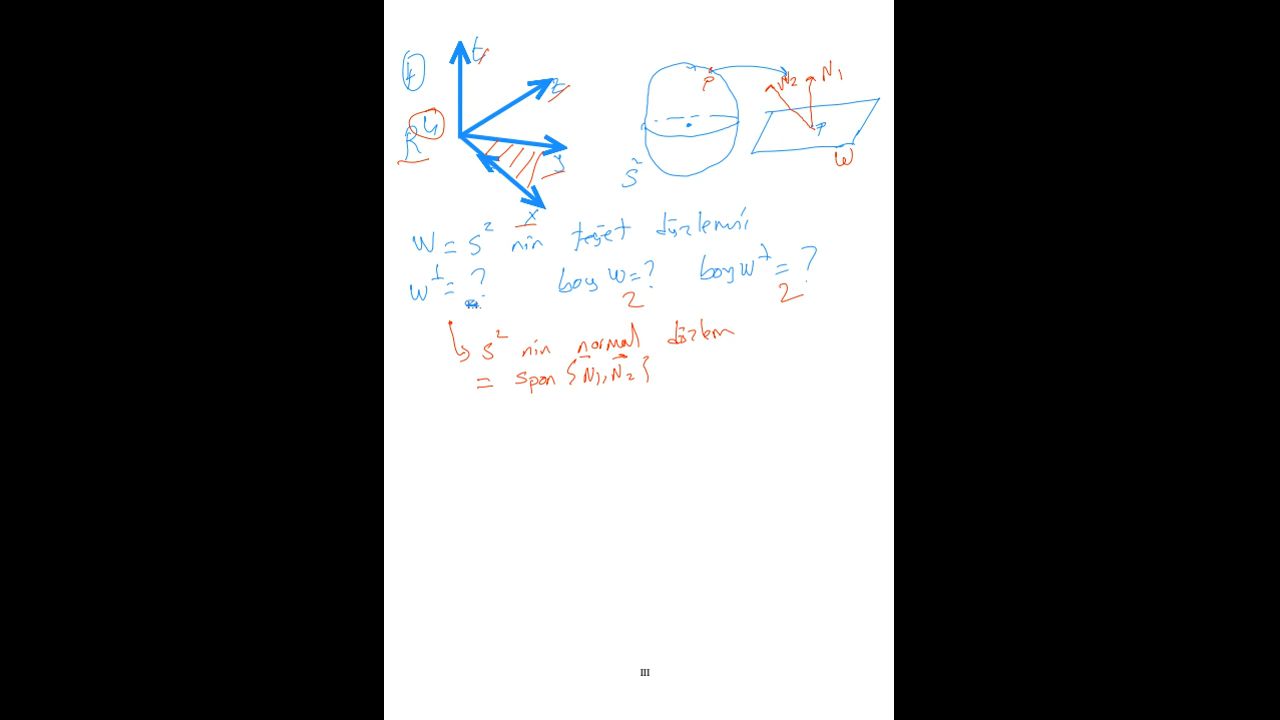 t
z
R⁴
y
x
S²
P
N₂
N₁
P
W
W = S² nin teğet düzlemi
W^⊥ = ? boy W = ? 2 boy W^⊥ = ? 2
↳ S² nin normal düzlem
= Span {N₁, N₂}
III